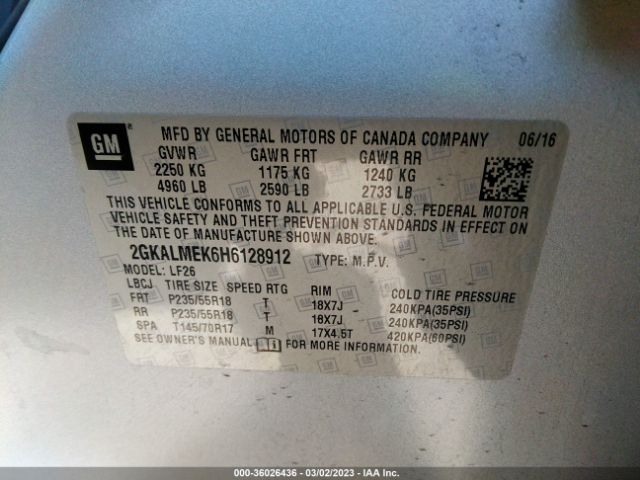 GM
MFD BY GENERAL MOTORS OF CANADA COMPANY 06/16
GVWR GAWR FRT GAWR RR
2250 KG 1175 KG 1240 KG
4960 LB 2590 LB 2733 LB
THIS VEHICLE CONFORMS TO ALL APPLICABLE U.S. FEDERAL MOTOR
VEHICLE SAFETY AND THEFT PREVENTION STANDARDS IN EFFECT ON
THE DATE OF MANUFACTURE SHOWN ABOVE.
2GKALMEK6H6128912 TYPE: M.P.V.
MODEL: LF26
LBCJ TIRE SIZE SPEED RTG RIM COLD TIRE PRESSURE
FRT P235/55R18 T 18X7J 240KPA(35PSI)
RR P235/55R18 T 18X7J 240KPA(35PSI)
SPA T145/70R17 M 17X4.5T 420KPA(60PSI)
SEE OWNER'S MANUAL FOR MORE INFORMATION.
000-36026436 - 03/02/2023 - IAA Inc.